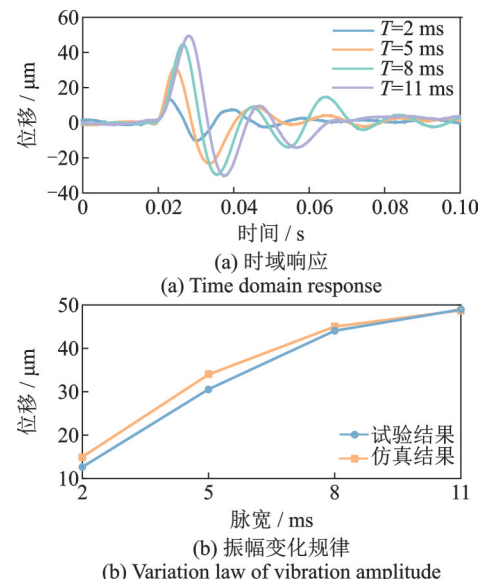 60
40
20
0
−20
−40
位移 / μm
T=2 ms
T=5 ms
T=8 ms
T=11 ms
0 0.02 0.04 0.06 0.08 0.10
时间 / s
(a) 时域响应
(a) Time domain response
50
40
30
20
10
位移 / μm
试验结果
仿真结果
2 5 8 11
脉宽 / ms
(b) 振幅变化规律
(b) Variation law of vibration amplitude